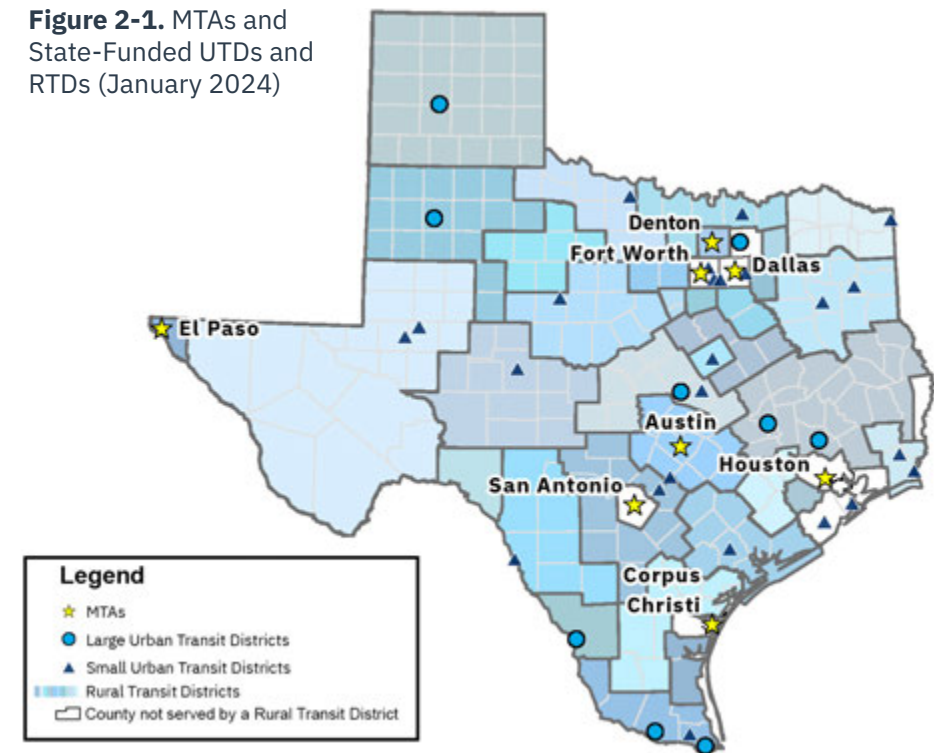 Figure 2-1. MTAs and
State-Funded UTDs and
RTDs (January 2024)
Denton
Fort Worth
Dallas
El Paso
Austin
Houston
San Antonio
Corpus
Christi
Legend
MTAs
Large Urban Transit Districts
Small Urban Transit Districts
Rural Transit Districts
County not served by a Rural Transit District